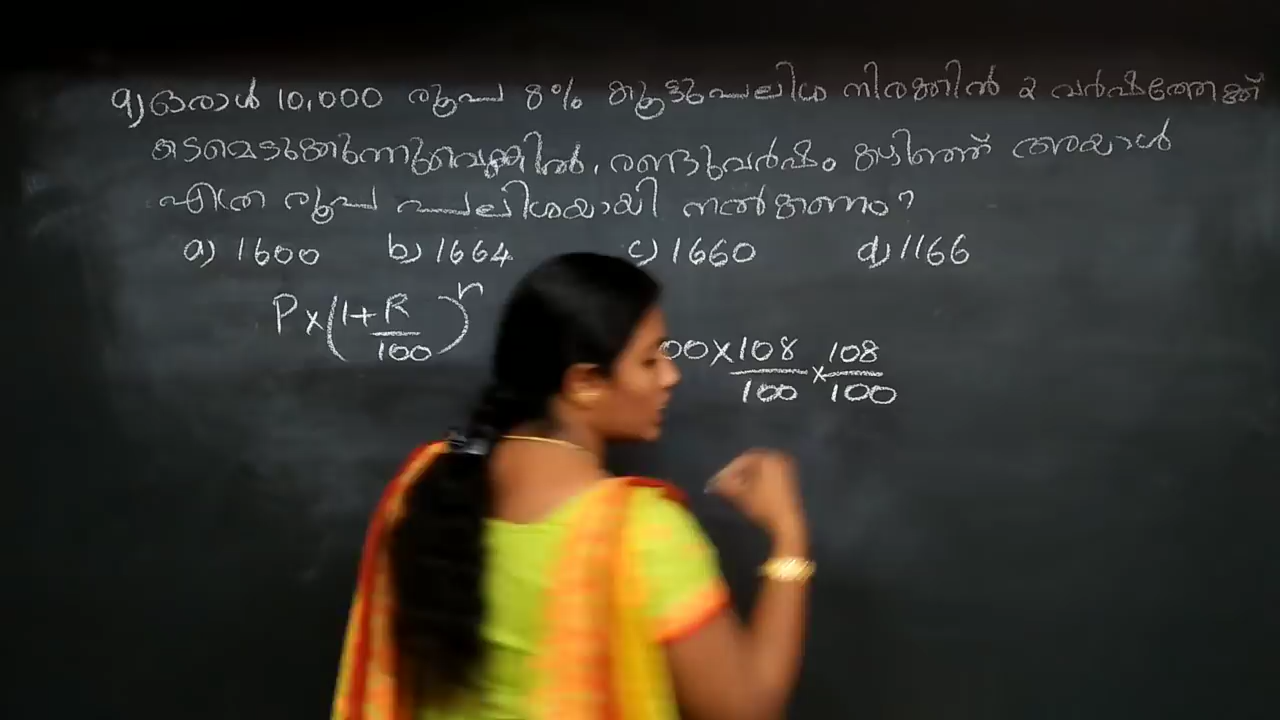 9) ഒരാൾ 10,000 രൂപ 8% കൂട്ടുപലിശ നിരക്കിൽ 2 വർഷത്തേക്ക്
കടമെടുക്കുന്നുവെങ്കിൽ, രണ്ടുവർഷം കഴിഞ്ഞ് അയാൾ
എത്ര രൂപ പലിശയായി നൽകണം?
a) 1600 b) 1664 c) 1660 d) 1166
P×(1+R/100)^n
00×108/100×108/100